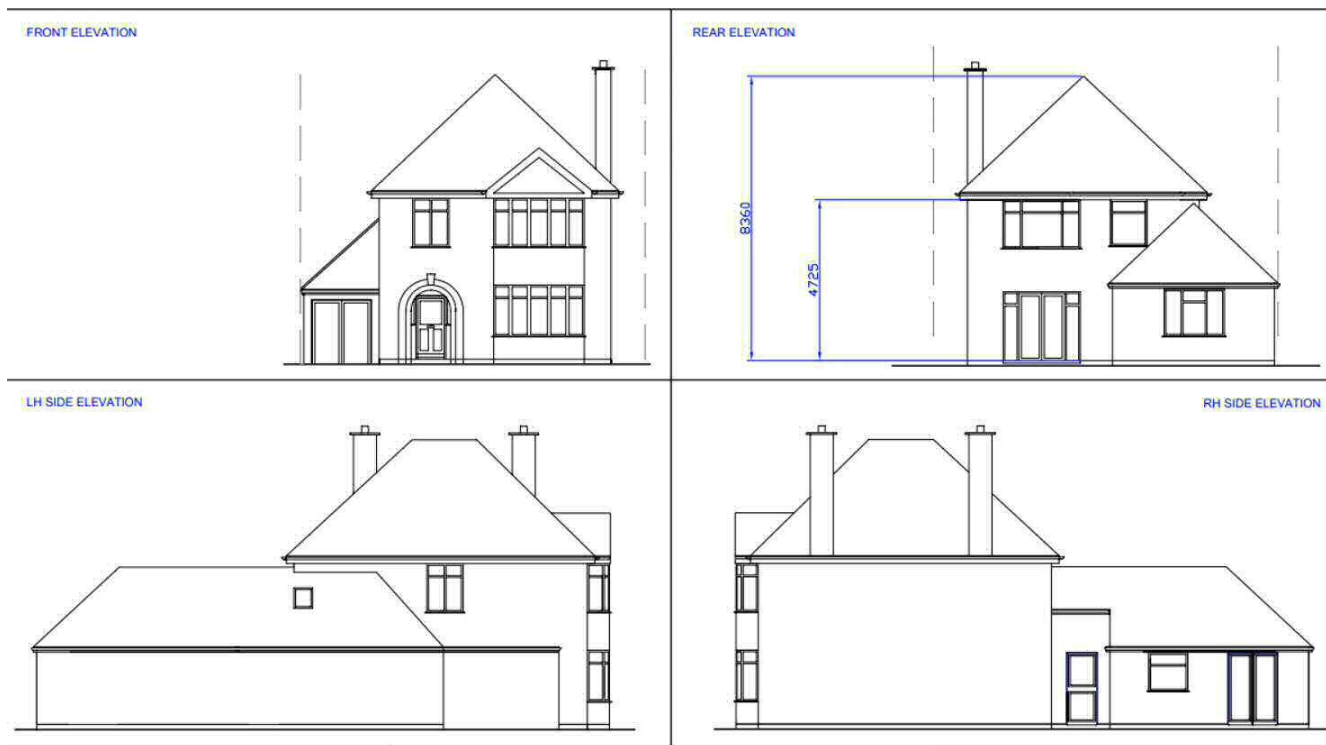 FRONT ELEVATION
REAR ELEVATION
8360
4725
LH SIDE ELEVATION
RH SIDE ELEVATION